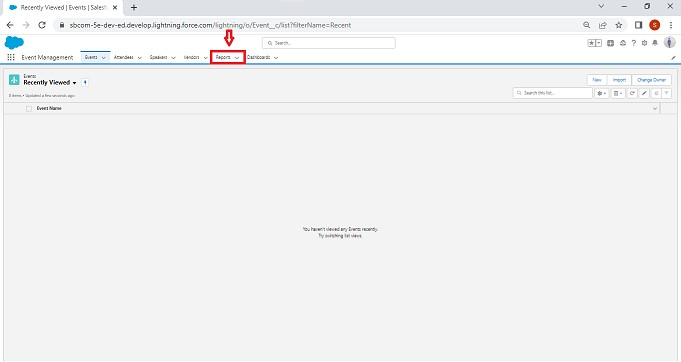 Recently Viewed | Events | Salesf
sbcom-5e-dev-ed.develop.lightning.force.com/lightning/o/Event__c/list?filterName=Recent
S
Search...
Event Management Events Attendees Speakers Vendors Reports Dashboards
Events
Recently Viewed
New Import Change Owner
0 items • Updated a few seconds ago
Search this list...
Event Name
You haven't viewed any Events recently.
Try switching list views.